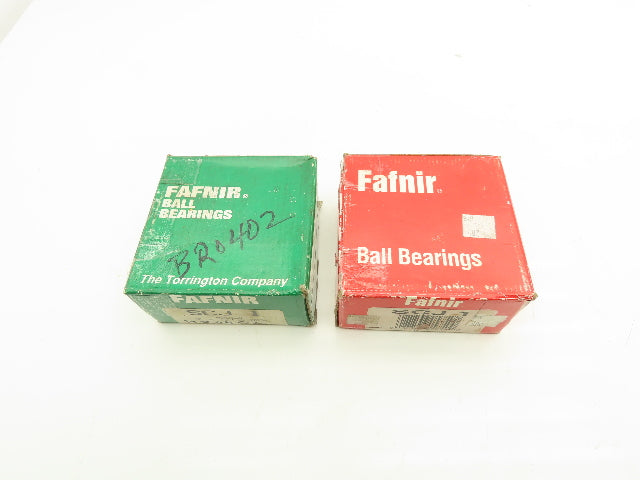 FAFNIR®
BALL
BEARINGS
BR0402
The Torrington Company
FAFNIR
Fafnir®
Ball Bearings
Fafnir